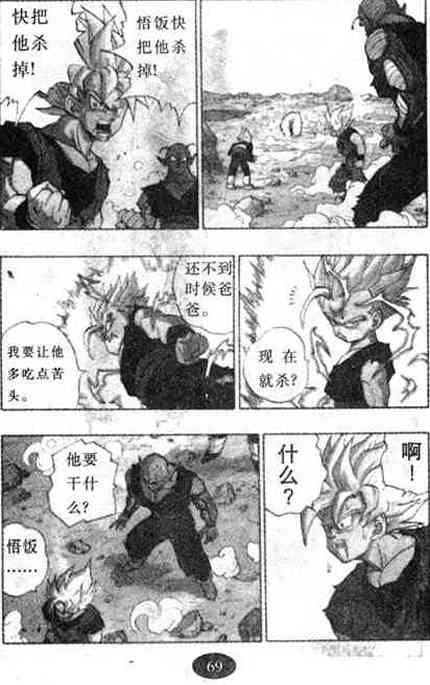 悟饭快
把他杀
掉!
快把
他杀
掉!
现在
就杀?
还不到
时候爸
爸。
我要让他
多吃点苦
头。
啊!
什么?
他要
干什
么?
悟饭
……
69